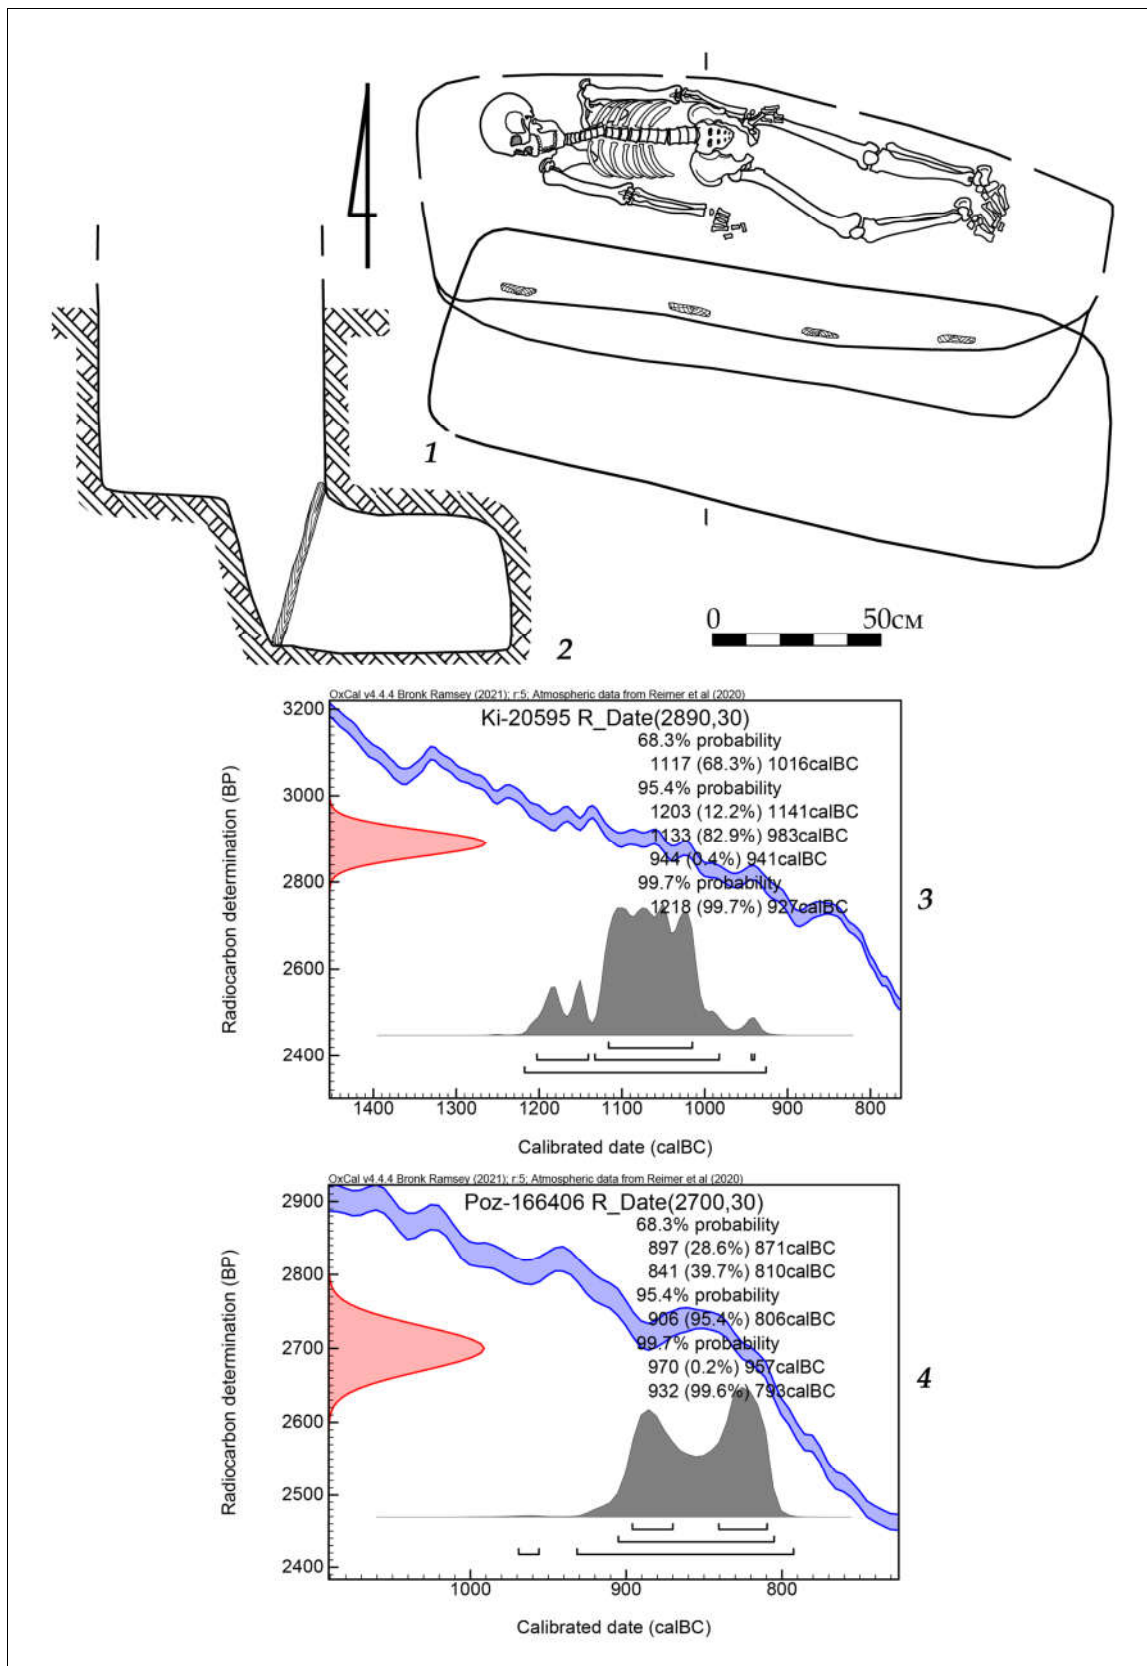 1
2
0 50см
OxCal v4.4.4 Bronk Ramsey (2021); r:5; Atmospheric data from Reimer et al (2020)
Ki-20595 R_Date(2890,30)
68.3% probability
1117 (68.3%) 1016calBC
95.4% probability
1203 (12.2%) 1141calBC
1133 (82.9%) 983calBC
944 (0.4%) 941calBC
99.7% probability
1218 (99.7%) 927calBC
Radiocarbon determination (BP)
3200
3000
2800
2600
2400
1400 1300 1200 1100 1000 900 800
Calibrated date (calBC)
3
OxCal v4.4.4 Bronk Ramsey (2021); r:5; Atmospheric data from Reimer et al (2020)
Poz-166406 R_Date(2700,30)
68.3% probability
897 (28.6%) 871calBC
841 (39.7%) 810calBC
95.4% probability
906 (95.4%) 806calBC
99.7% probability
970 (0.2%) 957calBC
932 (99.6%) 793calBC
Radiocarbon determination (BP)
2900
2800
2700
2600
2500
2400
1000 900 800
Calibrated date (calBC)
4